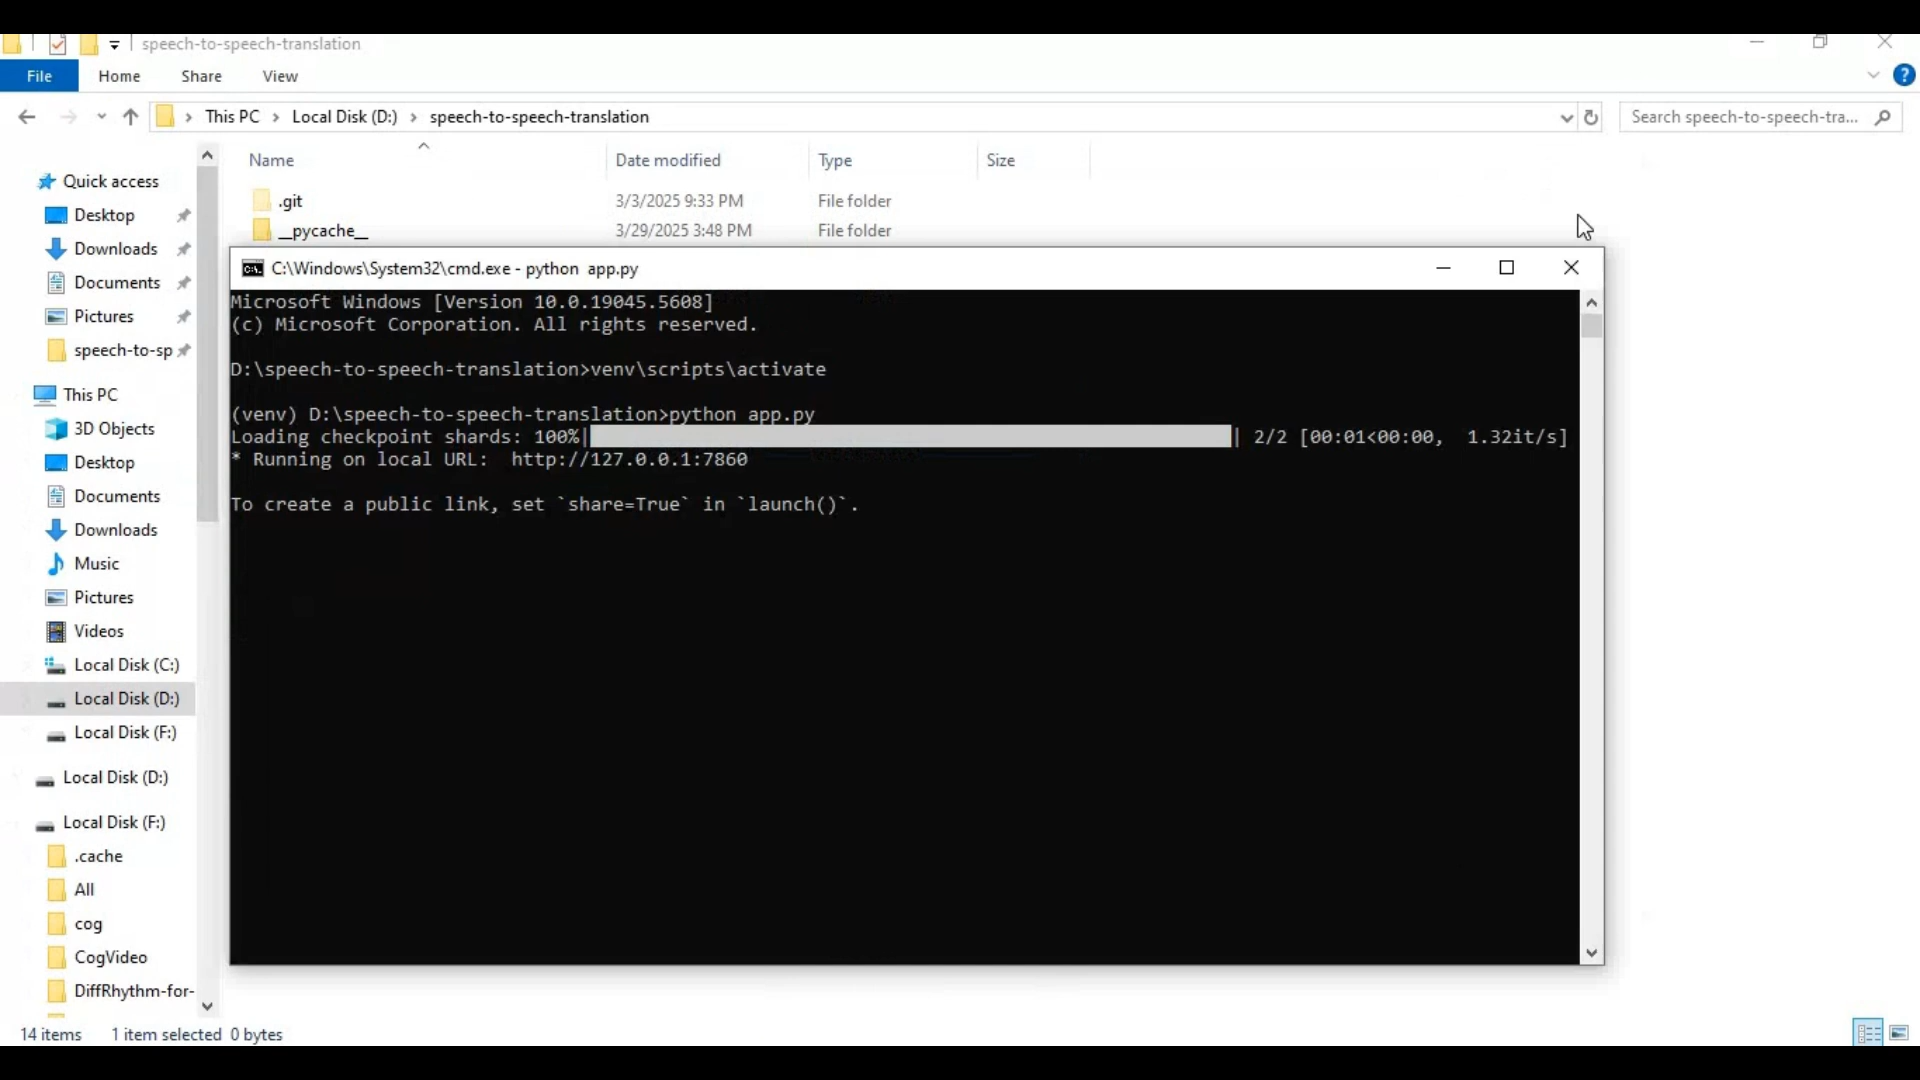 speech-to-speech-translation
File Home Share View
This PC > Local Disk (D:) > speech-to-speech-translation
Search speech-to-speech-tra...
Name Date modified Type Size
.git 3/3/2025 9:33 PM File folder
__pycache__ 3/29/2025 3:48 PM File folder
Quick access
Desktop
Downloads
Documents
Pictures
speech-to-sp
This PC
3D Objects
Desktop
Documents
Downloads
Music
Pictures
Videos
Local Disk (C:)
Local Disk (D:)
Local Disk (F:)
Local Disk (D:)
Local Disk (F:)
.cache
All
cog
CogVideo
DiffRhythm-for-
C:\Windows\System32\cmd.exe - python  app.py
Microsoft Windows [Version 10.0.19045.5608]
(c) Microsoft Corporation. All rights reserved.
D:\speech-to-speech-translation>venv\scripts\activate
(venv) D:\speech-to-speech-translation>python app.py
Loading checkpoint shards: 100%| | 2/2 [00:01<00:00,  1.32it/s]
* Running on local URL:  http://127.0.0.1:7860
To create a public link, set `share=True` in `launch()`.
14 items 1 item selected 0 bytes